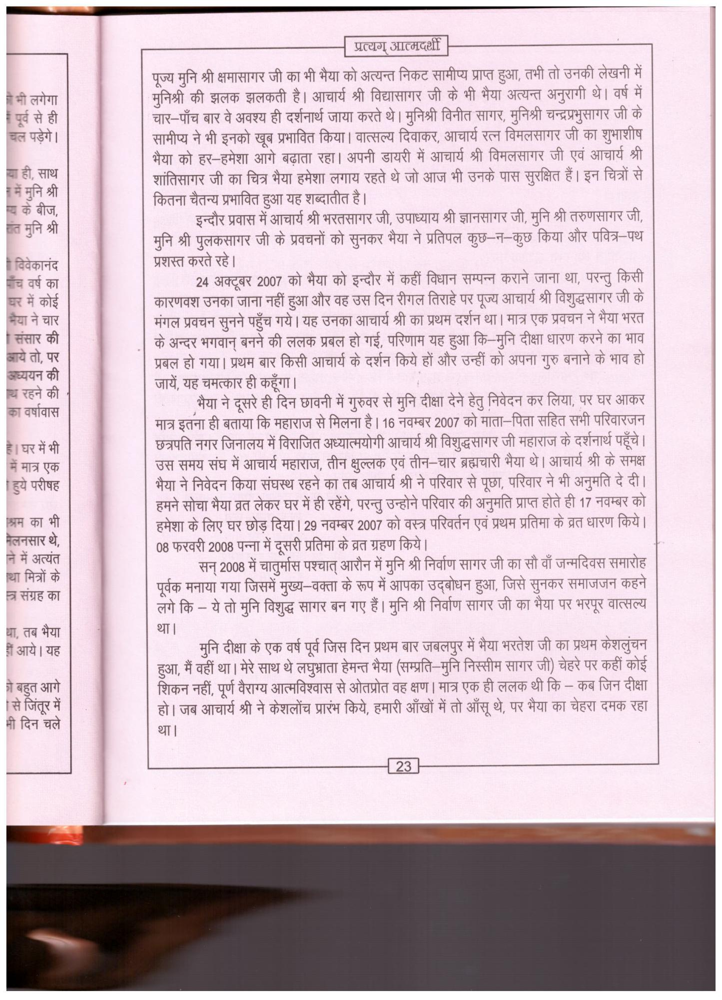 प्रत्यग् आत्मदर्शी
पूज्य मुनि श्री क्षमासागर जी का भी भैया को अत्यन्त निकट सामीप्य प्राप्त हुआ, तभी तो उनकी लेखनी में
मुनिश्री की झलक झलकती है। आचार्य श्री विद्यासागर जी के भी भैया अत्यन्त अनुरागी थे। वर्ष में
चार–पाँच बार वे अवश्य ही दर्शनार्थ जाया करते थे। मुनिश्री विनीत सागर, मुनिश्री चन्द्रप्रभुसागर जी के
सामीप्य ने भी इनको खूब प्रभावित किया। वात्सल्य दिवाकर, आचार्य रत्न विमलसागर जी का शुभाशीष
भैया को हर–हमेशा आगे बढ़ाता रहा। अपनी डायरी में आचार्य श्री विमलसागर जी एवं आचार्य श्री
शांतिसागर जी का चित्र भैया हमेशा लगाय रहते थे जो आज भी उनके पास सुरक्षित हैं। इन चित्रों से
कितना चैतन्य प्रभावित हुआ यह शब्दातीत है।
इन्दौर प्रवास में आचार्य श्री भरतसागर जी, उपाध्याय श्री ज्ञानसागर जी, मुनि श्री तरुणसागर जी,
मुनि श्री पुलकसागर जी के प्रवचनों को सुनकर भैया ने प्रतिपल कुछ–न–कुछ किया और पवित्र–पथ
प्रशस्त करते रहे।
24 अक्टूबर 2007 को भैया को इन्दौर में कहीं विधान सम्पन्न कराने जाना था, परन्तु किसी
कारणवश उनका जाना नहीं हुआ और वह उस दिन रीगल तिराहे पर पूज्य आचार्य श्री विशुद्धसागर जी के
मंगल प्रवचन सुनने पहुँच गये। यह उनका आचार्य श्री का प्रथम दर्शन था। मात्र एक प्रवचन ने भैया भरत
के अन्दर भगवान् बनने की ललक प्रबल हो गई, परिणाम यह हुआ कि–मुनि दीक्षा धारण करने का भाव
प्रबल हो गया। प्रथम बार किसी आचार्य के दर्शन किये हों और उन्हीं को अपना गुरु बनाने के भाव हो
जायें, यह चमत्कार ही कहूँगा।
भैया ने दूसरे ही दिन छावनी में गुरुवर से मुनि दीक्षा देने हेतु निवेदन कर लिया, पर घर आकर
मात्र इतना ही बताया कि महाराज से मिलना है। 16 नवम्बर 2007 को माता–पिता सहित सभी परिवारजन
छत्रपति नगर जिनालय में विराजित अध्यात्मयोगी आचार्य श्री विशुद्धसागर जी महाराज के दर्शनार्थ पहूँचे।
उस समय संघ में आचार्य महाराज, तीन क्षुल्लक एवं तीन–चार ब्रह्मचारी भैया थे। आचार्य श्री के समक्ष
भैया ने निवेदन किया संघस्थ रहने का तब आचार्य श्री ने परिवार से पूछा, परिवार ने भी अनुमति दे दी।
हमने सोचा भैया व्रत लेकर घर में ही रहेंगे, परन्तु उन्होने परिवार की अनुमति प्राप्त होते ही 17 नवम्बर को
हमेशा के लिए घर छोड़ दिया। 29 नवम्बर 2007 को वस्त्र परिवर्तन एवं प्रथम प्रतिमा के व्रत धारण किये।
08 फरवरी 2008 पन्ना में दूसरी प्रतिमा के व्रत ग्रहण किये।
सन् 2008 में चातुर्मास पश्चात् आरौन में मुनि श्री निर्वाण सागर जी का सौ वाँ जन्मदिवस समारोह
पूर्वक मनाया गया जिसमें मुख्य–वक्ता के रूप में आपका उद्बोधन हुआ, जिसे सुनकर समाजजन कहने
लगे कि – ये तो मुनि विशुद्ध सागर बन गए हैं। मुनि श्री निर्वाण सागर जी का भैया पर भरपूर वात्सल्य
था।
मुनि दीक्षा के एक वर्ष पूर्व जिस दिन प्रथम बार जबलपुर में भैया भरतेश जी का प्रथम केशलुंचन
हुआ, मैं वहीं था। मेरे साथ थे लघुभ्राता हेमन्त भैया (सम्प्रति–मुनि निस्सीम सागर जी) चेहरे पर कहीं कोई
शिकन नहीं, पूर्ण वैराग्य आत्मविश्वास से ओतप्रोत वह क्षण। मात्र एक ही ललक थी कि – कब जिन दीक्षा
हो। जब आचार्य श्री ने केशलोंच प्रारंभ किये, हमारी आँखों में तो आँसू थे, पर भैया का चेहरा दमक रहा
था।
23
भी लगेगा
पूर्व से ही
चल पड़ेगे।
ही, साथ
में मुनि श्री
के बीज,
मुनि श्री
विवेकानंद
पाँच वर्ष का
घर में कोई
भैया ने चार
संसार की
आये तो, पर
अध्ययन की
रहने की
का वर्षावास
है। घर में भी
में मात्र एक
हुये परीषह
का भी
थे,
में अत्यंत
मित्रों के
संग्रह का
था, तब भैया
आये। यह
बहुत आगे
से जिंतूर में
दिन चले